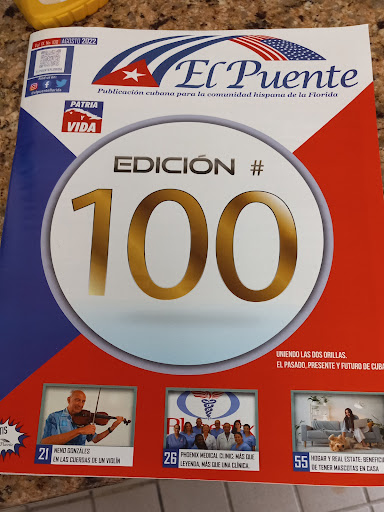 AGOSTO 2022
El Puente
Publicación cubana para la comunidad hispana de la Florida
PATRIA
Y
VIDA
EDICIÓN #
100
UNIENDO LAS DOS ORILLAS.
EL PASADO, PRESENTE Y FUTURO DE CUBA
21
NEMO GONZALES
EN LAS CUERDAS DE UN VIOLÍN
26
PHOENIX MEDICAL CLINIC: MÁS QUE
LEYENDA, MÁS QUE UNA CLÍNICA.
55
HOGAR Y REAL ESTATE: BENEFICIOS
DE TENER MASCOTAS EN CASA